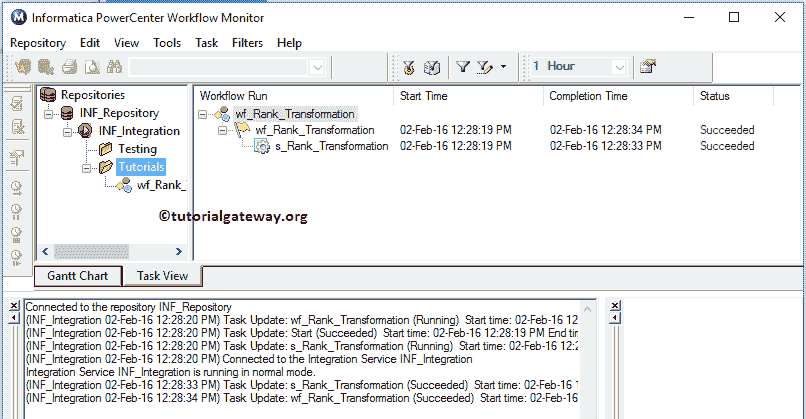 Informatica PowerCenter Workflow Monitor
Repository Edit View Tools Task Filters Help
1 Hour
Repositories
INF_Repository
INF_Integration
Testing
Tutorials
wf_Rank_
Workflow Run Start Time Completion Time Status
wf_Rank_Transformation
wf_Rank_Transformation 02-Feb-16 12:28:19 PM 02-Feb-16 12:28:34 PM Succeeded
s_Rank_Transformation 02-Feb-16 12:28:19 PM 02-Feb-16 12:28:33 PM Succeeded
©tutorialgateway.org
Gantt Chart Task View
Connected to the repository INF_Repository
(INF_Integration 02-Feb-16 12:28:20 PM) Task Update: wf_Rank_Transformation (Running) Start time: 02-Feb-16 12
(INF_Integration 02-Feb-16 12:28:20 PM) Task Update: Start (Succeeded) Start time: 02-Feb-16 12:28:19 PM End tim
(INF_Integration 02-Feb-16 12:28:20 PM) Task Update: s_Rank_Transformation (Running) Start time: 02-Feb-16 12:2
(INF_Integration 02-Feb-16 12:28:20 PM) Connected to the Integration Service INF_Integration
Integration Service INF_Integration is running in normal mode.
(INF_Integration 02-Feb-16 12:28:33 PM) Task Update: s_Rank_Transformation (Succeeded) Start time: 02-Feb-16
(INF_Integration 02-Feb-16 12:28:34 PM) Task Update: wf_Rank_Transformation (Succeeded) Start time: 02-Feb-16